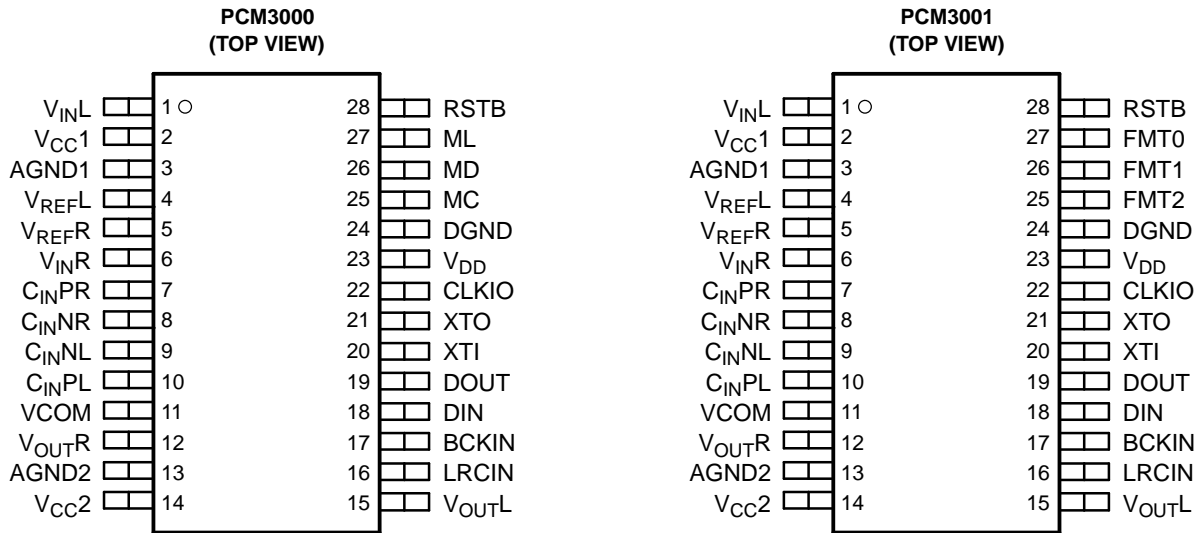 PCM3000
(TOP VIEW)
VINL 1 28 RSTB
VCC1 2 27 ML
AGND1 3 26 MD
VREFL 4 25 MC
VREFR 5 24 DGND
VINR 6 23 VDD
CINPR 7 22 CLKIO
CINNR 8 21 XTO
CINNL 9 20 XTI
CINPL 10 19 DOUT
VCOM 11 18 DIN
VOUTR 12 17 BCKIN
AGND2 13 16 LRCIN
VCC2 14 15 VOUTL
PCM3001
(TOP VIEW)
VINL 1 28 RSTB
VCC1 2 27 FMT0
AGND1 3 26 FMT1
VREFL 4 25 FMT2
VREFR 5 24 DGND
VINR 6 23 VDD
CINPR 7 22 CLKIO
CINNR 8 21 XTO
CINNL 9 20 XTI
CINPL 10 19 DOUT
VCOM 11 18 DIN
VOUTR 12 17 BCKIN
AGND2 13 16 LRCIN
VCC2 14 15 VOUTL